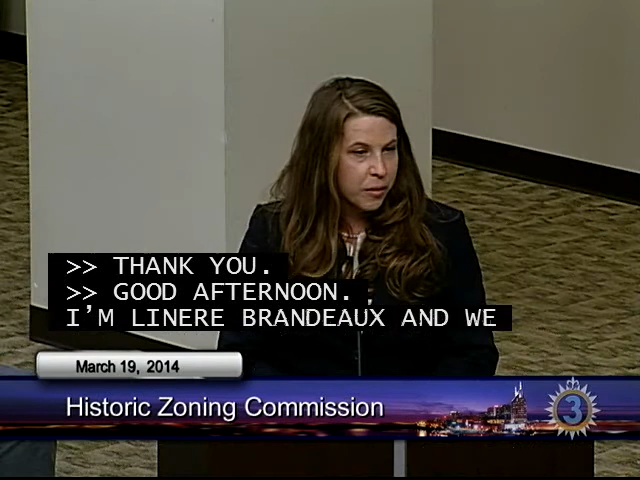 >> THANK YOU.
>> GOOD AFTERNOON.
I'M LINERE BRANDEAUX AND WE
March 19, 2014
Historic Zoning Commission
3